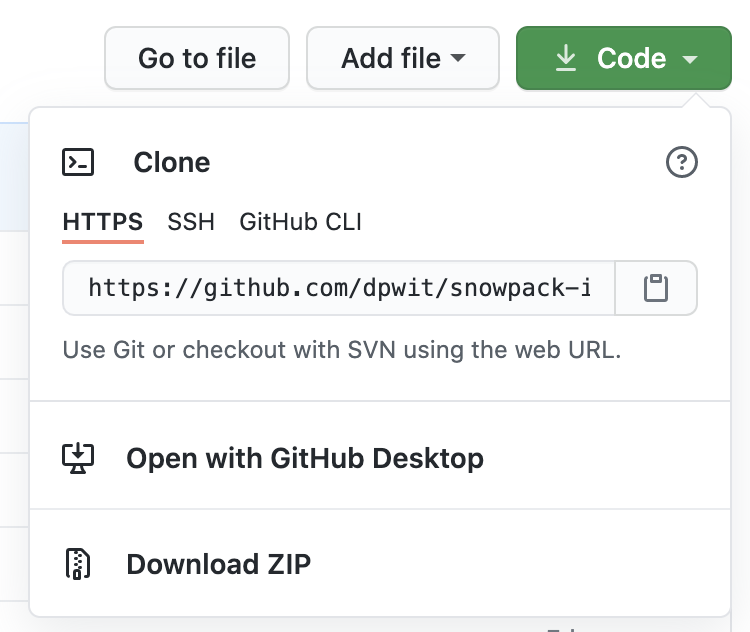 Go to file
Add file
Code
Clone
HTTPS SSH GitHub CLI
https://github.com/dpwit/snowpack-i
Use Git or checkout with SVN using the web URL.
Open with GitHub Desktop
Download ZIP